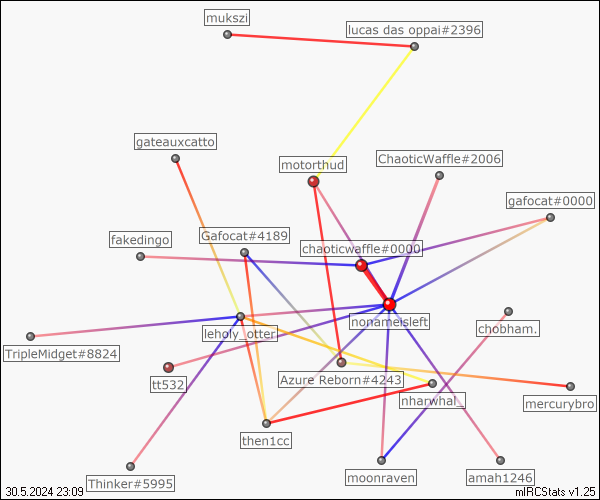 mukszi
lucas das oppai#2396
gateauxcatto
motorthud
ChaoticWaffle#2006
gafocat#0000
fakedingo
Gafocat#4189
chaoticwaffle#0000
nonameisleft
chobham.
leholy_otter
TripleMidget#8824
tt532
Azure Reborn#4243
nharwhal_
mercurybro
then1cc
Thinker#5995
moonraven
amah1246
30.5.2024 23:09
mIRCStats v1.25